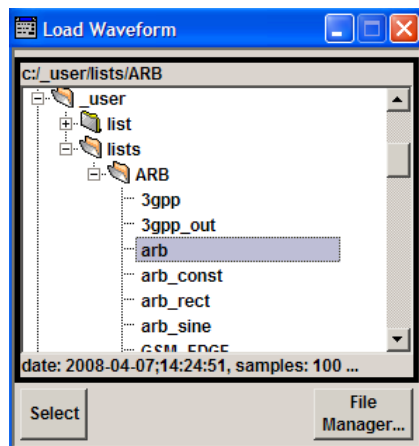 Load Waveform
c:/_user/lists/ARB
_user
list
lists
ARB
3gpp
3gpp_out
arb
arb_const
arb_rect
arb_sine
GSM_EDGE
date: 2008-04-07;14:24:51, samples: 100 ...
Select
File
Manager...